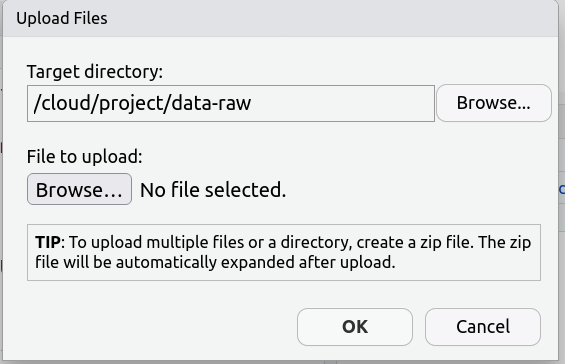 Upload Files
Target directory:
/cloud/project/data-raw
Browse...
File to upload:
Browse... No file selected.
TIP: To upload multiple files or a directory, create a zip file. The zip
file will be automatically expanded after upload.
OK
Cancel